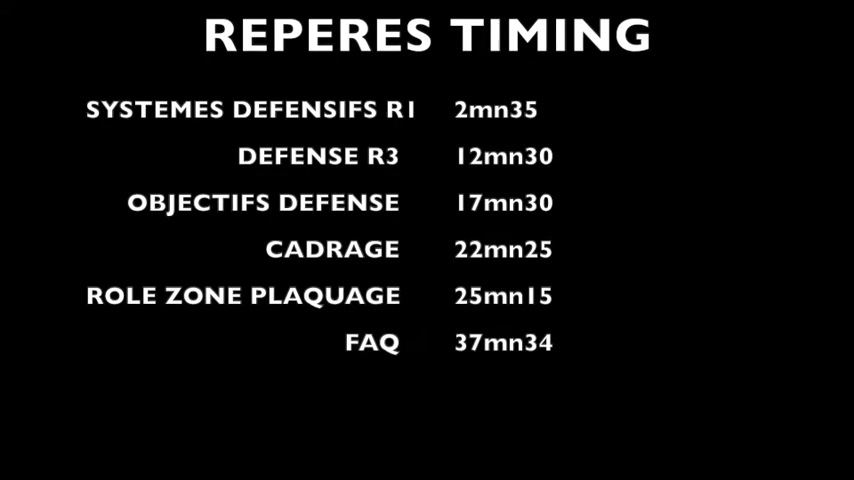 REPERES TIMING
SYSTEMES DEFENSIFS R1 2mn35
DEFENSE R3 12mn30
OBJECTIFS DEFENSE 17mn30
CADRAGE 22mn25
ROLE ZONE PLAQUAGE 25mn15
FAQ 37mn34